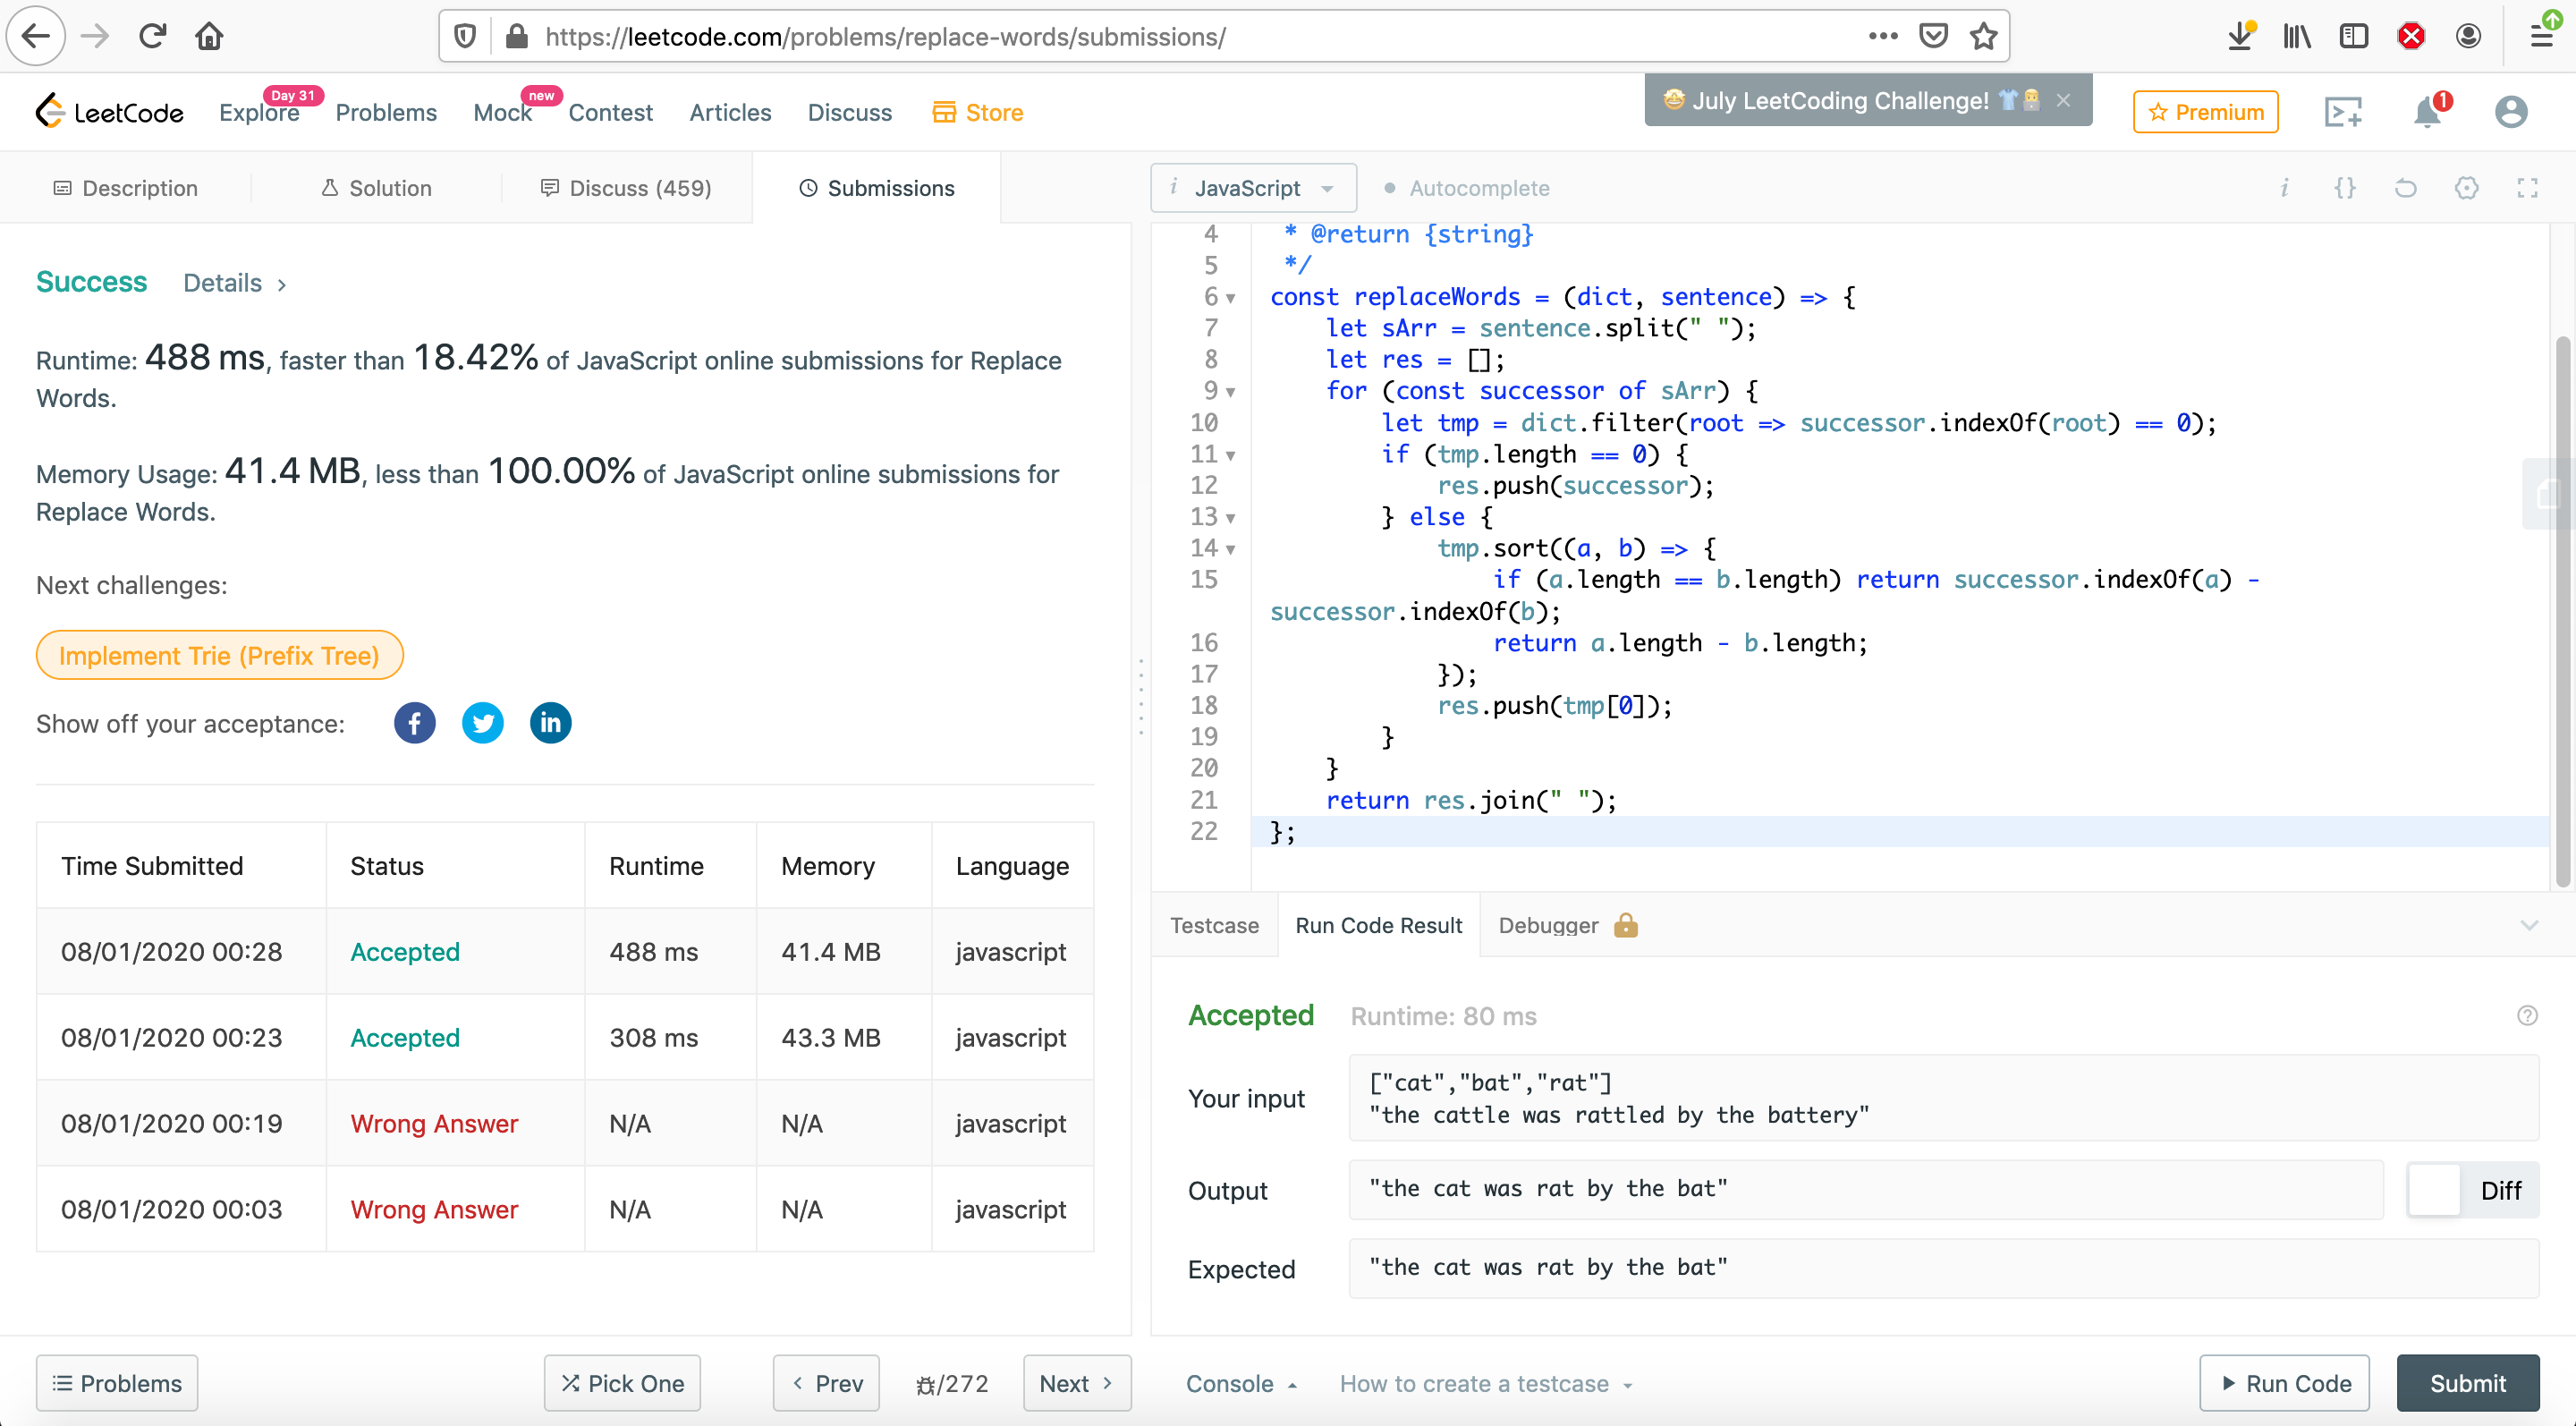 https://leetcode.com/problems/replace-words/submissions/
LeetCode
Explore
Day 31
Problems
Mock
new
Contest
Articles
Discuss
Store
July LeetCoding Challenge!
Premium
1
Description
Solution
Discuss (459)
Submissions
Success
Details
Runtime: 488 ms, faster than 18.42% of JavaScript online submissions for Replace
Words.
Memory Usage: 41.4 MB, less than 100.00% of JavaScript online submissions for
Replace Words.
Next challenges:
Implement Trie (Prefix Tree)
Show off your acceptance:
Time Submitted Status Runtime Memory Language
08/01/2020 00:28 Accepted 488 ms 41.4 MB javascript
08/01/2020 00:23 Accepted 308 ms 43.3 MB javascript
08/01/2020 00:19 Wrong Answer N/A N/A javascript
08/01/2020 00:03 Wrong Answer N/A N/A javascript
Problems
Pick One
Prev
/272
Next
i JavaScript
Autocomplete
i {}
4 * @return {string}
5 */
6 const replaceWords = (dict, sentence) => {
7 let sArr = sentence.split(" ");
8 let res = [];
9 for (const successor of sArr) {
10 let tmp = dict.filter(root => successor.indexOf(root) == 0);
11 if (tmp.length == 0) {
12 res.push(successor);
13 } else {
14 tmp.sort((a, b) => {
15 if (a.length == b.length) return successor.indexOf(a) -
successor.indexOf(b);
16 return a.length - b.length;
17 });
18 res.push(tmp[0]);
19 }
20 }
21 return res.join(" ");
22 };
Testcase
Run Code Result
Debugger
Accepted
Runtime: 80 ms
Your input
["cat","bat","rat"]
"the cattle was rattled by the battery"
Output
"the cat was rat by the bat"
Diff
Expected
"the cat was rat by the bat"
Console
How to create a testcase
Run Code
Submit